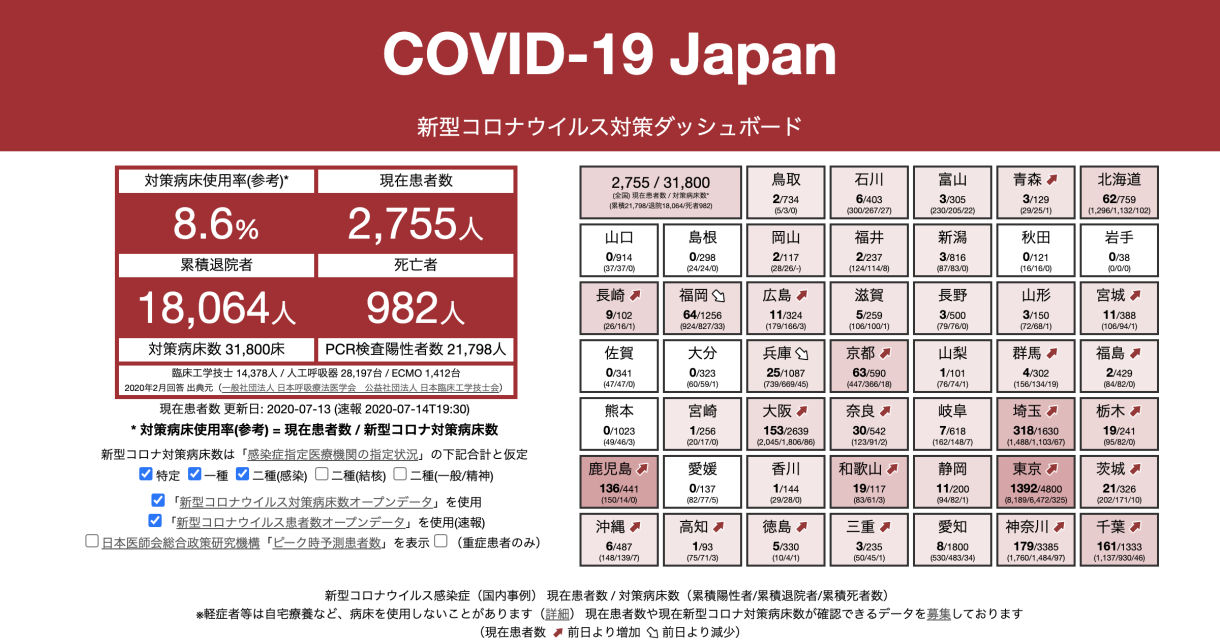 COVID-19 Japan
新型コロナウイルス対策ダッシュボード
対策病床使用率(参考)*
現在患者数
8.6%
2,755人
累積退院者
死亡者
18,064人
982人
対策病床数 31,800床
PCR検査陽性者数 21,798人
臨床工学技士 14,378人 / 人工呼吸器 28,197台 / ECMO 1,412台
2020年2月回答 出典元（一般社団法人 日本呼吸療法医学会　公益社団法人 日本臨床工学技士会）
現在患者数 更新日: 2020-07-13 (速報 2020-07-14T19:30)
* 対策病床使用率(参考) = 現在患者数 / 新型コロナ対策病床数
新型コロナ対策病床数は「感染症指定医療機関の指定状況」の下記合計と仮定
特定 一種 二種(感染) 二種(結核) 二種(一般/精神)
「新型コロナウイルス対策病床数オープンデータ」を使用
「新型コロナウイルス患者数オープンデータ」を使用(速報)
日本医師会総合政策研究機構「ピーク時予測患者数」を表示 （重症患者のみ）
2,755 / 31,800
(全国) 現在患者数 / 対策病床数*
(累積21,798/退院18,064/死者982)
鳥取
2/734
(5/3/0)
石川
6/403
(300/267/27)
富山
3/305
(230/205/22)
青森
3/129
(29/25/1)
北海道
62/759
(1,296/1,132/102)
山口
0/914
(37/37/0)
島根
0/298
(24/24/0)
岡山
2/117
(28/26/-)
福井
2/237
(124/114/8)
新潟
3/816
(87/83/0)
秋田
0/121
(16/16/0)
岩手
0/38
(0/0/0)
長崎
9/102
(26/16/1)
福岡
64/1256
(924/827/33)
広島
11/324
(179/166/3)
滋賀
5/259
(106/100/1)
長野
3/500
(79/76/0)
山形
3/150
(72/68/1)
宮城
11/388
(106/94/1)
佐賀
0/341
(47/47/0)
大分
0/323
(60/59/1)
兵庫
25/1087
(739/669/45)
京都
63/590
(447/366/18)
山梨
1/101
(76/74/1)
群馬
4/302
(156/134/19)
福島
2/429
(84/82/0)
熊本
0/1023
(49/46/3)
宮崎
1/256
(20/17/0)
大阪
153/2639
(2,045/1,806/86)
奈良
30/542
(123/91/2)
岐阜
7/618
(162/148/7)
埼玉
318/1630
(1,488/1,103/67)
栃木
19/241
(95/82/0)
鹿児島
136/441
(150/14/0)
愛媛
0/137
(82/77/5)
香川
1/144
(29/28/0)
和歌山
19/117
(83/61/3)
静岡
11/200
(94/82/1)
東京
1392/4800
(8,189/6,472/325)
茨城
21/326
(202/171/10)
沖縄
6/487
(148/139/7)
高知
1/93
(75/71/3)
徳島
5/330
(10/4/1)
三重
3/235
(50/45/1)
愛知
8/1800
(530/483/34)
神奈川
179/3385
(1,760/1,484/97)
千葉
161/1333
(1,137/930/46)
新型コロナウイルス感染症（国内事例） 現在患者数 / 対策病床数（累積陽性者/累積退院者/累積死者数）
※軽症者等は自宅療養など、病床を使用しないことがあります（詳細） 現在患者数や現在新型コロナ対策病床数が確認できるデータを募集しております
（現在患者数 前日より増加 前日より減少）